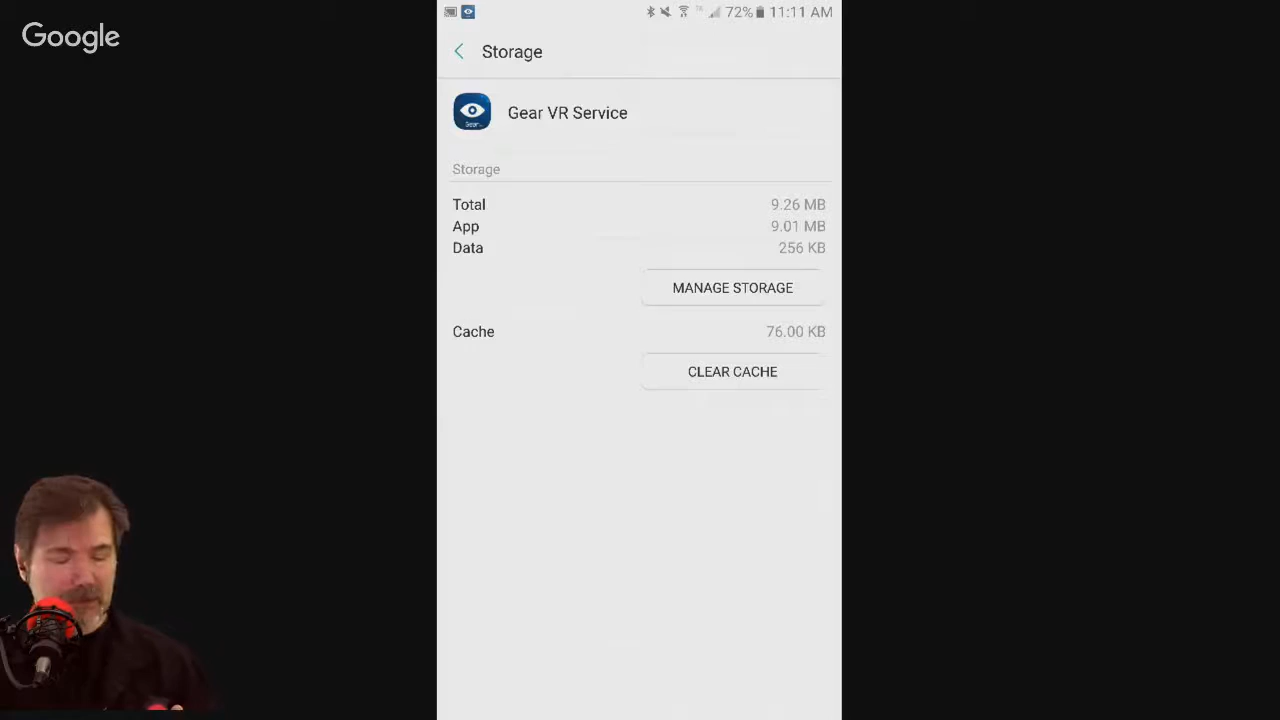 Google
72% 11:11 AM
Storage
Gear VR Service
Storage
Total 9.26 MB
App 9.01 MB
Data 256 KB
MANAGE STORAGE
Cache 76.00 KB
CLEAR CACHE